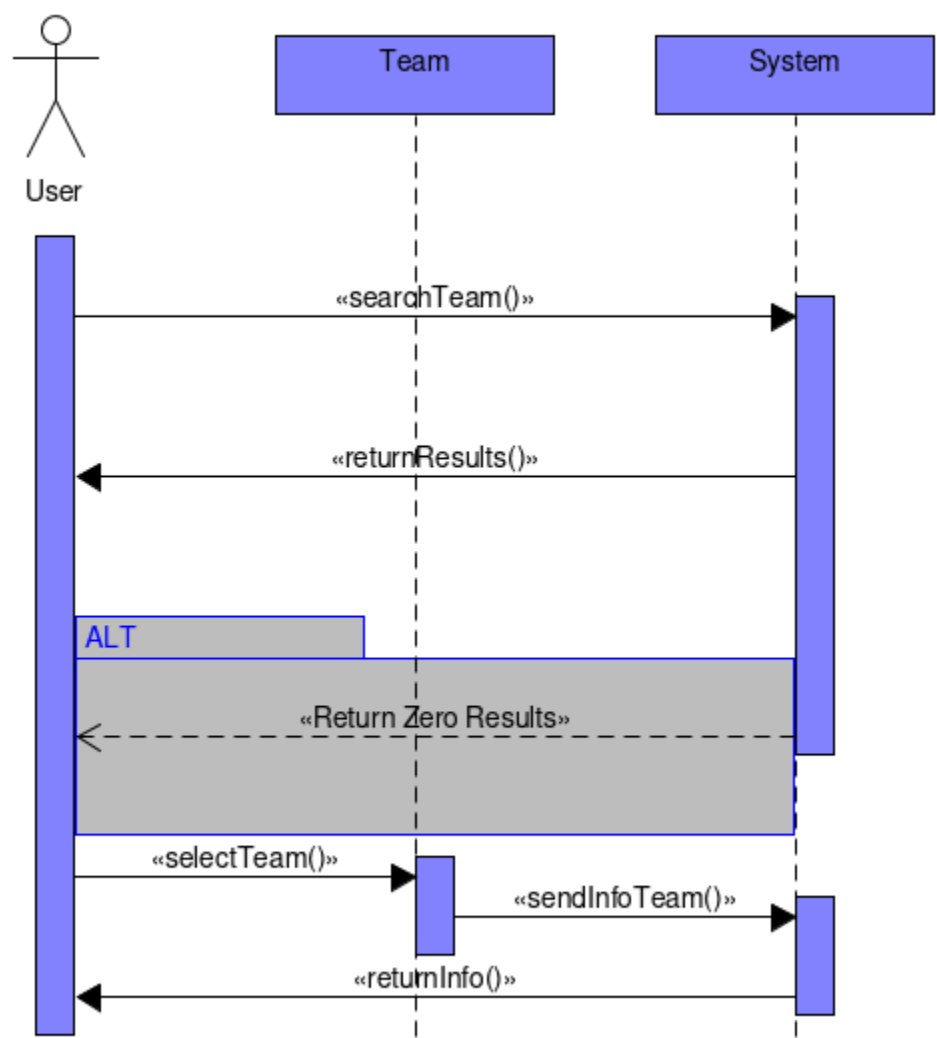 Team
System
User
«searchTeam()»
«returnResults()»
ALT
«Return Zero Results»
«selectTeam()»
«sendInfoTeam()»
«returnInfo()»